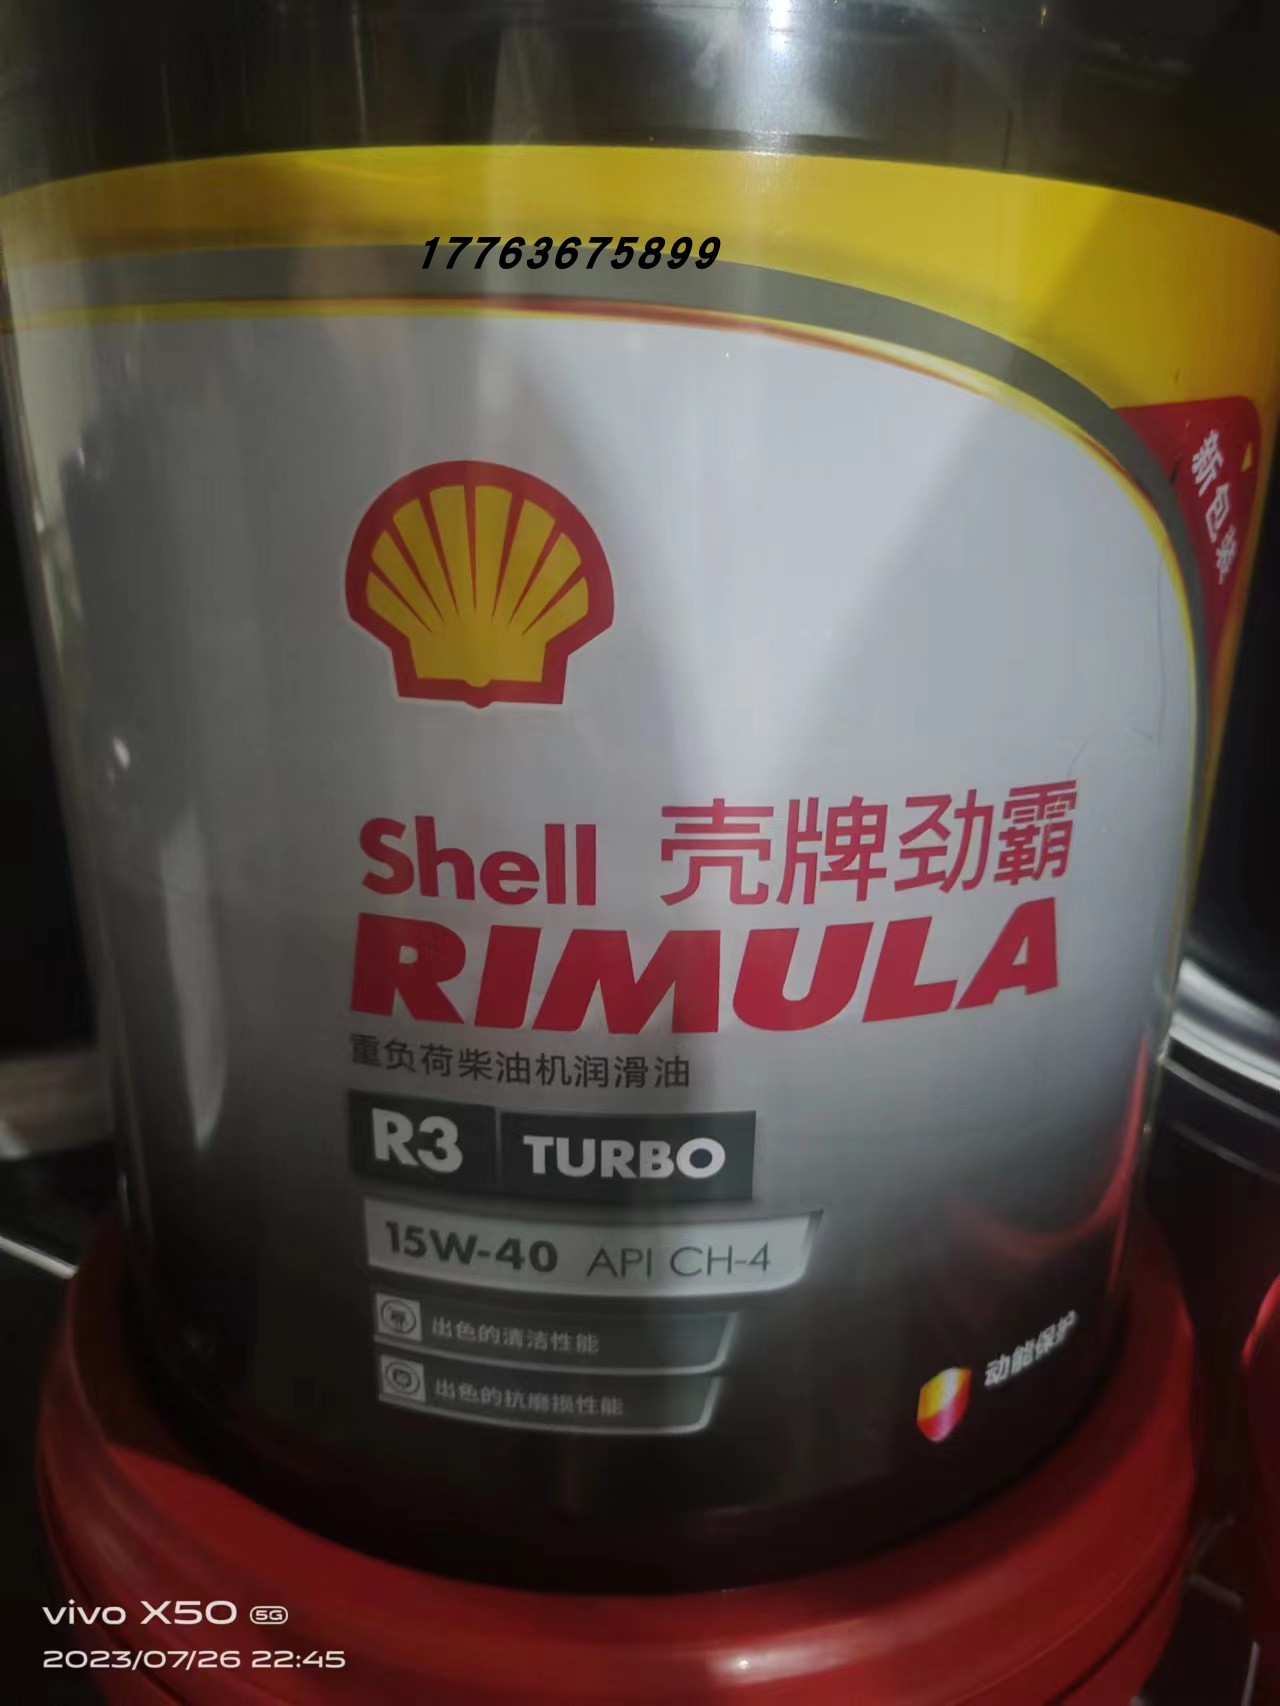 17763675899
新包装
Shell 壳牌劲霸
RIMULA
重负荷柴油机润滑油
R3 TURBO
15W-40 API CH-4
出色的清洁性能
出色的抗磨损性能
动能保护
vivo X50 5G
2023/07/26 22:45